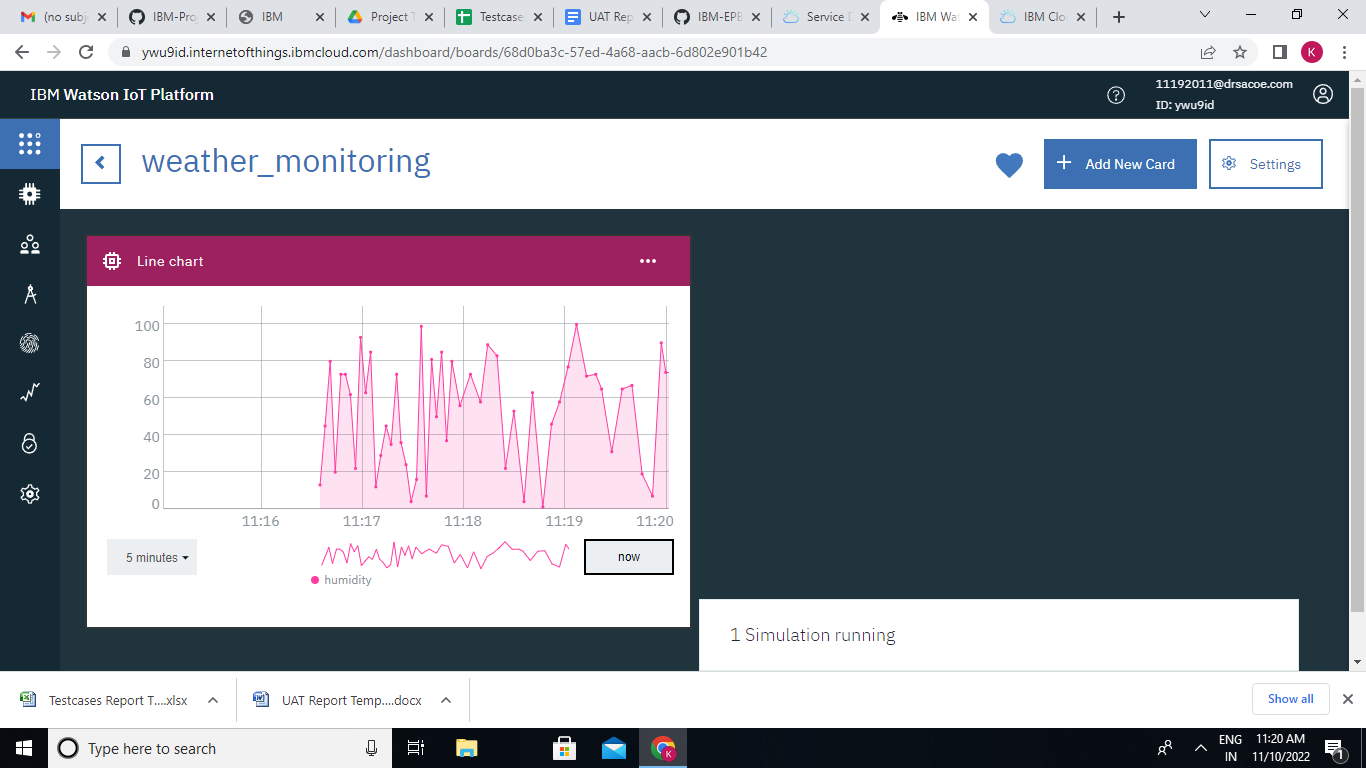 (no subj
IBM-Proj
IBM
Project T
Testcase
UAT Rep
IBM-EPB
Service D
IBM Wat
IBM Clo
ywu9id.internetofthings.ibmcloud.com/dashboard/boards/68d0ba3c-57ed-4a68-aacb-6d802e901b42
K
IBM Watson IoT Platform
?
11192011@drsacoe.com
ID: ywu9id
weather_monitoring
Add New Card
Settings
Line chart
100
80
60
40
20
0
11:16
11:17
11:18
11:19
11:20
5 minutes
now
humidity
1 Simulation running
Testcases Report T....xlsx
UAT Report Temp....docx
Show all
Type here to search
K
ENG
IN
11:20 AM
11/10/2022
1